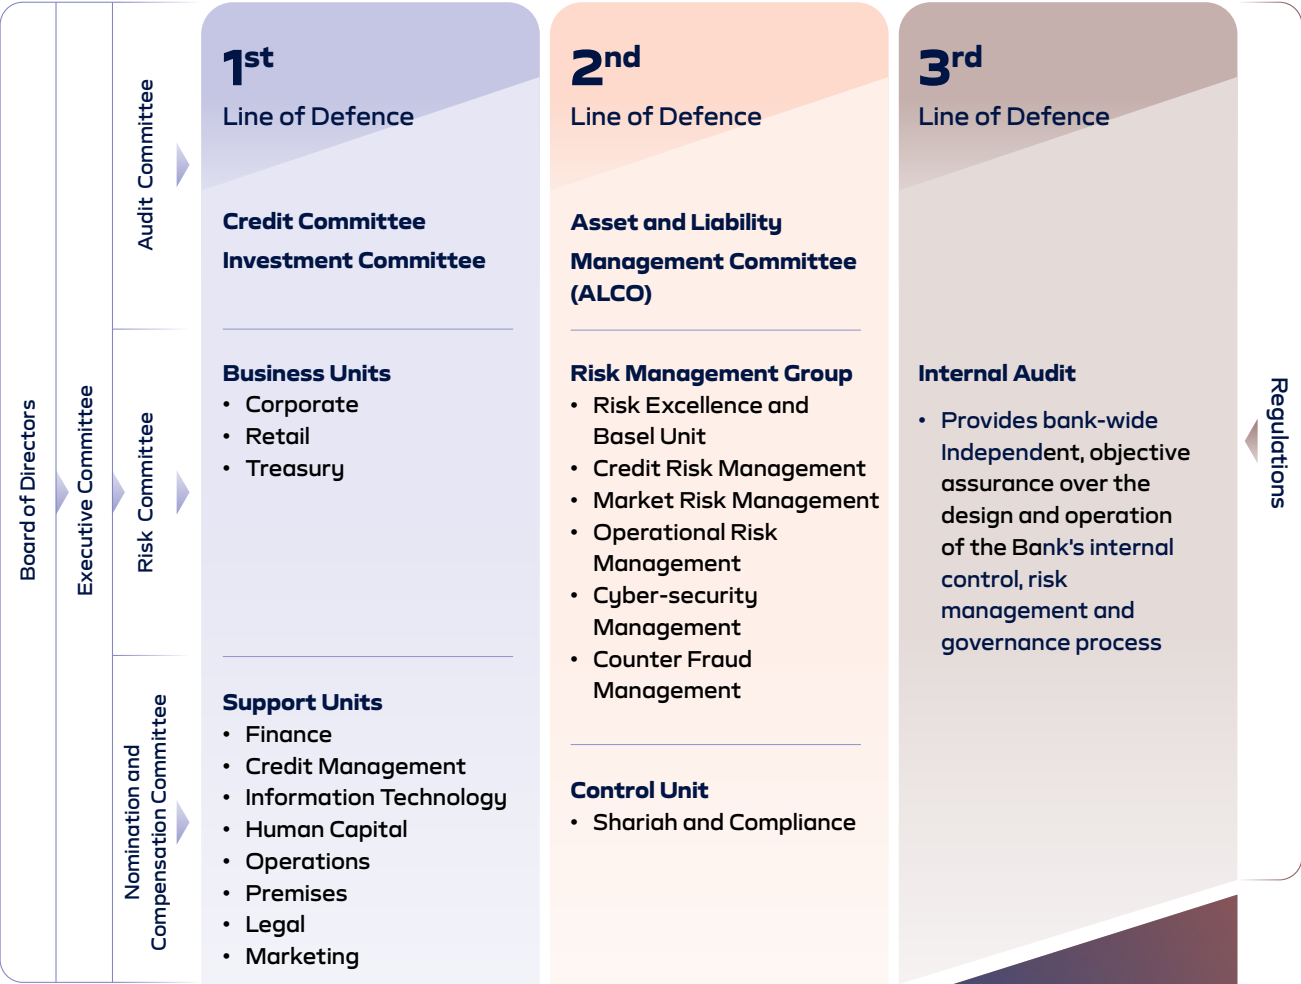 Board of Directors
Executive Committee
Audit Committee
Risk Committee
Nomination and
Compensation Committee
1st
Line of Defence
Credit Committee
Investment Committee
Business Units
• Corporate
• Retail
• Treasury
Support Units
• Finance
• Credit Management
• Information Technology
• Human Capital
• Operations
• Premises
• Legal
• Marketing
2nd
Line of Defence
Asset and Liability
Management Committee
(ALCO)
Risk Management Group
• Risk Excellence and
Basel Unit
• Credit Risk Management
• Market Risk Management
• Operational Risk
Management
• Cyber-security
Management
• Counter Fraud
Management
Control Unit
• Shariah and Compliance
3rd
Line of Defence
Internal Audit
• Provides bank-wide
Independent, objective
assurance over the
design and operation
of the Bank's internal
control, risk
management and
governance process
Regulations